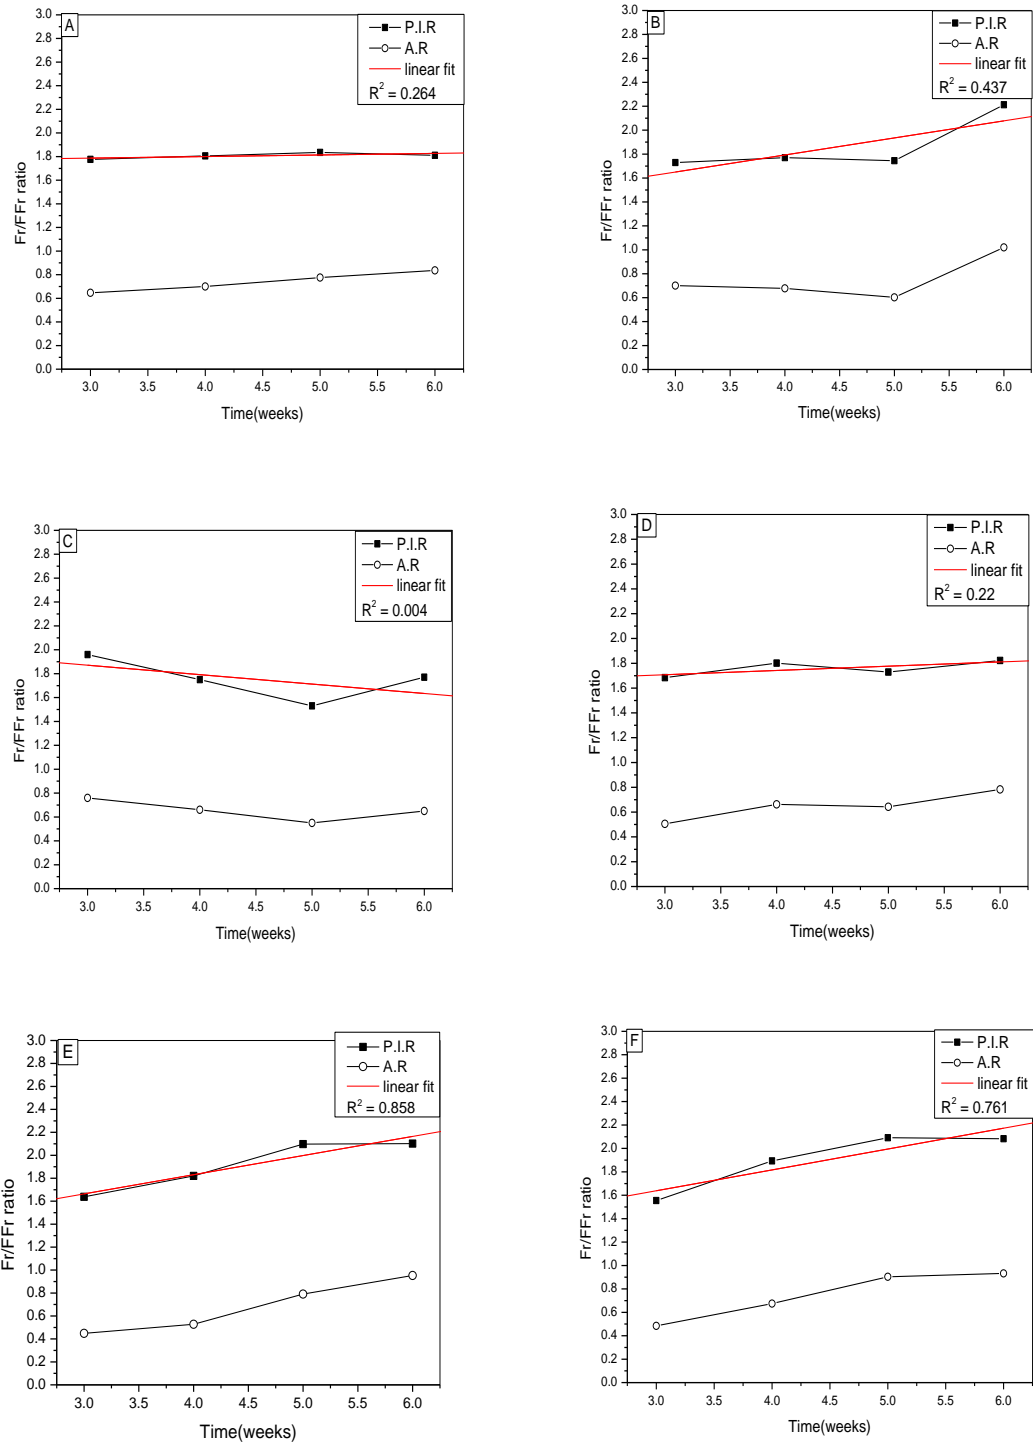 A
P.I.R
A.R
linear fit
R² = 0.264
3.0
2.8
2.6
2.4
2.2
2.0
1.8
1.6
1.4
1.2
1.0
0.8
0.6
0.4
0.2
0.0
Fr/FFr ratio
3.0 3.5 4.0 4.5 5.0 5.5 6.0
Time(weeks)
B
P.I.R
A.R
linear fit
R² = 0.437
3.0
2.8
2.6
2.4
2.2
2.0
1.8
1.6
1.4
1.2
1.0
0.8
0.6
0.4
0.2
0.0
Fr/FFr ratio
3.0 3.5 4.0 4.5 5.0 5.5 6.0
Time(weeks)
C
P.I.R
A.R
linear fit
R² = 0.004
3.0
2.8
2.6
2.4
2.2
2.0
1.8
1.6
1.4
1.2
1.0
0.8
0.6
0.4
0.2
0.0
Fr/FFr ratio
3.0 3.5 4.0 4.5 5.0 5.5 6.0
Time(weeks)
D
P.I.R
A.R
linear fit
R² = 0.22
3.0
2.8
2.6
2.4
2.2
2.0
1.8
1.6
1.4
1.2
1.0
0.8
0.6
0.4
0.2
0.0
Fr/FFr ratio
3.0 3.5 4.0 4.5 5.0 5.5 6.0
Time(weeks)
E
P.I.R
A.R
linear fit
R² = 0.858
3.0
2.8
2.6
2.4
2.2
2.0
1.8
1.6
1.4
1.2
1.0
0.8
0.6
0.4
0.2
0.0
Fr/FFr ratio
3.0 3.5 4.0 4.5 5.0 5.5 6.0
Time(weeks)
F
P.I.R
A.R
linear fit
R² = 0.761
3.0
2.8
2.6
2.4
2.2
2.0
1.8
1.6
1.4
1.2
1.0
0.8
0.6
0.4
0.2
0.0
Fr/FFr ratio
3.0 3.5 4.0 4.5 5.0 5.5 6.0
Time(weeks)